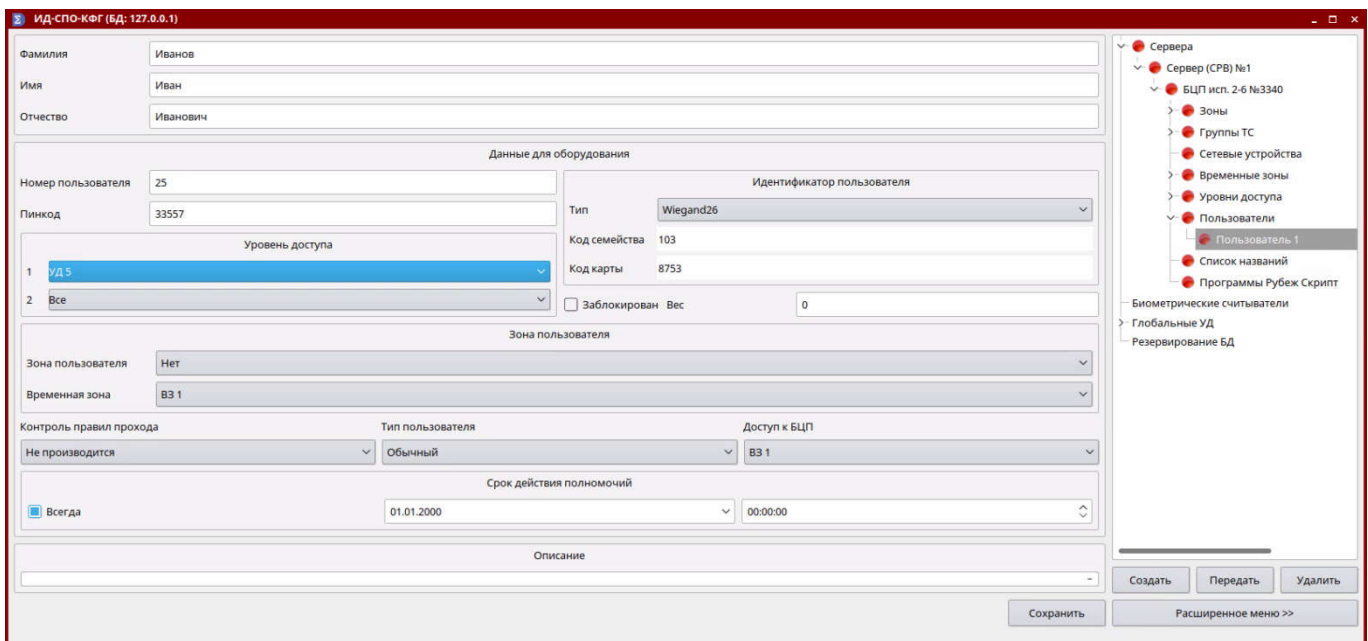 ИД-СПО-КФГ (БД: 127.0.0.1)
Фамилия Иванов
Имя Иван
Отчество Иванович
Данные для оборудования
Номер пользователя 25
Пинкод 33557
Уровень доступа
1 УД 5
2 Все
Идентификатор пользователя
Тип Wiegand26
Код семейства 103
Код карты 8753
Заблокирован Вес 0
Зона пользователя
Зона пользователя Нет
Временная зона ВЗ 1
Контроль правил прохода Тип пользователя Доступ к БЦП
Не производится Обычный ВЗ 1
Срок действия полномочий
Всегда 01.01.2000 00:00:00
Описание
Сохранить
Сервера
Сервер (СРВ) №1
БЦП исп. 2-6 №3340
Зоны
Группы ТС
Сетевые устройства
Временные зоны
Уровни доступа
Пользователи
Пользователь 1
Список названий
Программы Рубеж Скрипт
Биометрические считыватели
Глобальные УД
Резервирование БД
Создать Передать Удалить
Расширенное меню >>